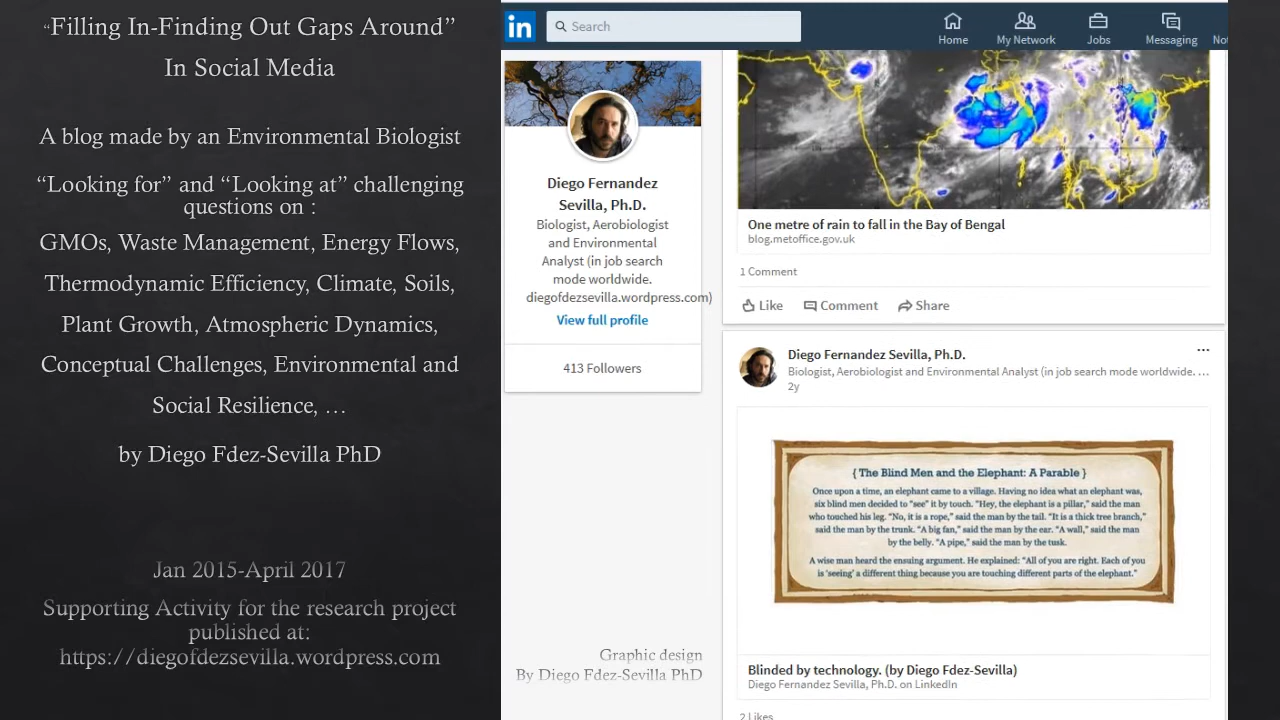 “Filling In-Finding Out Gaps Around”
In Social Media
A blog made by an Environmental Biologist
“Looking for” and “Looking at” challenging
questions on :
GMOs, Waste Management, Energy Flows,
Thermodynamic Efficiency, Climate, Soils,
Plant Growth, Atmospheric Dynamics,
Conceptual Challenges, Environmental and
Social Resilience, …
by Diego Fdez-Sevilla PhD
Jan 2015-April 2017
Supporting Activity for the research project
published at:
https://diegofdezsevilla.wordpress.com
in
Search
Home
My Network
Jobs
Messaging
Not
Diego Fernandez
Sevilla, Ph.D.
Biologist, Aerobiologist
and Environmental
Analyst (in job search
mode worldwide.
diegofdezsevilla.wordpress.com)
View full profile
413 Followers
Graphic design
By Diego Fdez-Sevilla PhD
One metre of rain to fall in the Bay of Bengal
blog.metoffice.gov.uk
1 Comment
Like Comment Share
Diego Fernandez Sevilla, Ph.D.
Biologist, Aerobiologist and Environmental Analyst (in job search mode worldwide. ...
2y
{ The Blind Men and the Elephant: A Parable }
Once upon a time, an elephant came to a village. Having no idea what an elephant was,
six blind men decided to “see” it by touch. “Hey, the elephant is a pillar,” said the man
who touched his leg. “No, it is a rope,” said the man by the tail. “It is a thick tree branch,”
said the man by the trunk. “A big fan,” said the man by the ear. “A wall,” said the man
by the belly. “A pipe,” said the man by the tusk.
A wise man heard the ensuing argument. He explained: “All of you are right. Each of you
is ‘seeing’ a different thing because you are touching different parts of the elephant.”
Blinded by technology. (by Diego Fdez-Sevilla)
Diego Fernandez Sevilla, Ph.D. on LinkedIn
2 Likes